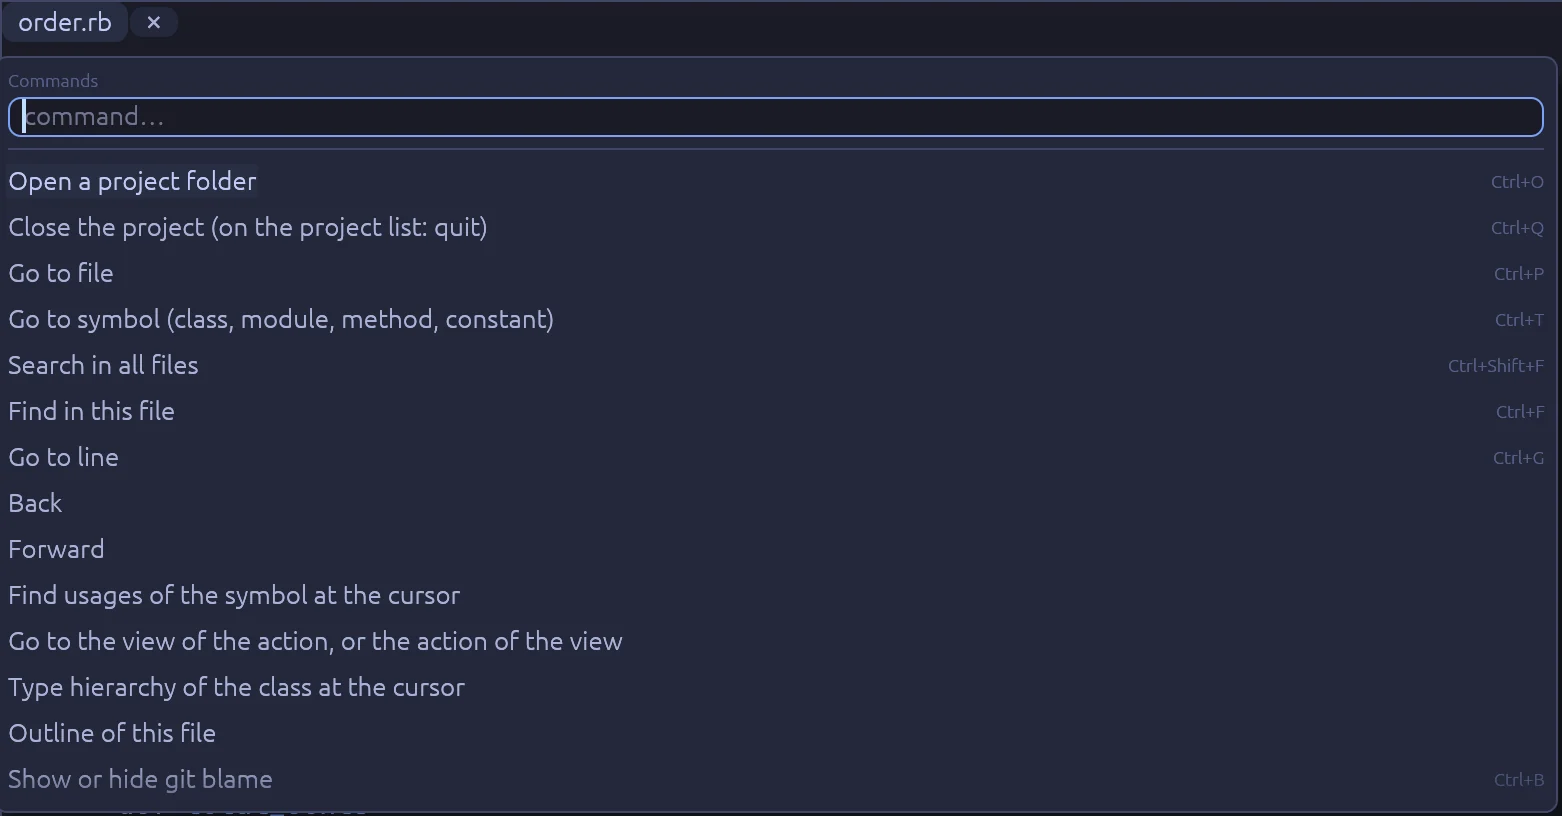 order.rb ×
Commands
command...
Open a project folder Ctrl+O
Close the project (on the project list: quit) Ctrl+Q
Go to file Ctrl+P
Go to symbol (class, module, method, constant) Ctrl+T
Search in all files Ctrl+Shift+F
Find in this file Ctrl+F
Go to line Ctrl+G
Back
Forward
Find usages of the symbol at the cursor
Go to the view of the action, or the action of the view
Type hierarchy of the class at the cursor
Outline of this file
Show or hide git blame Ctrl+B